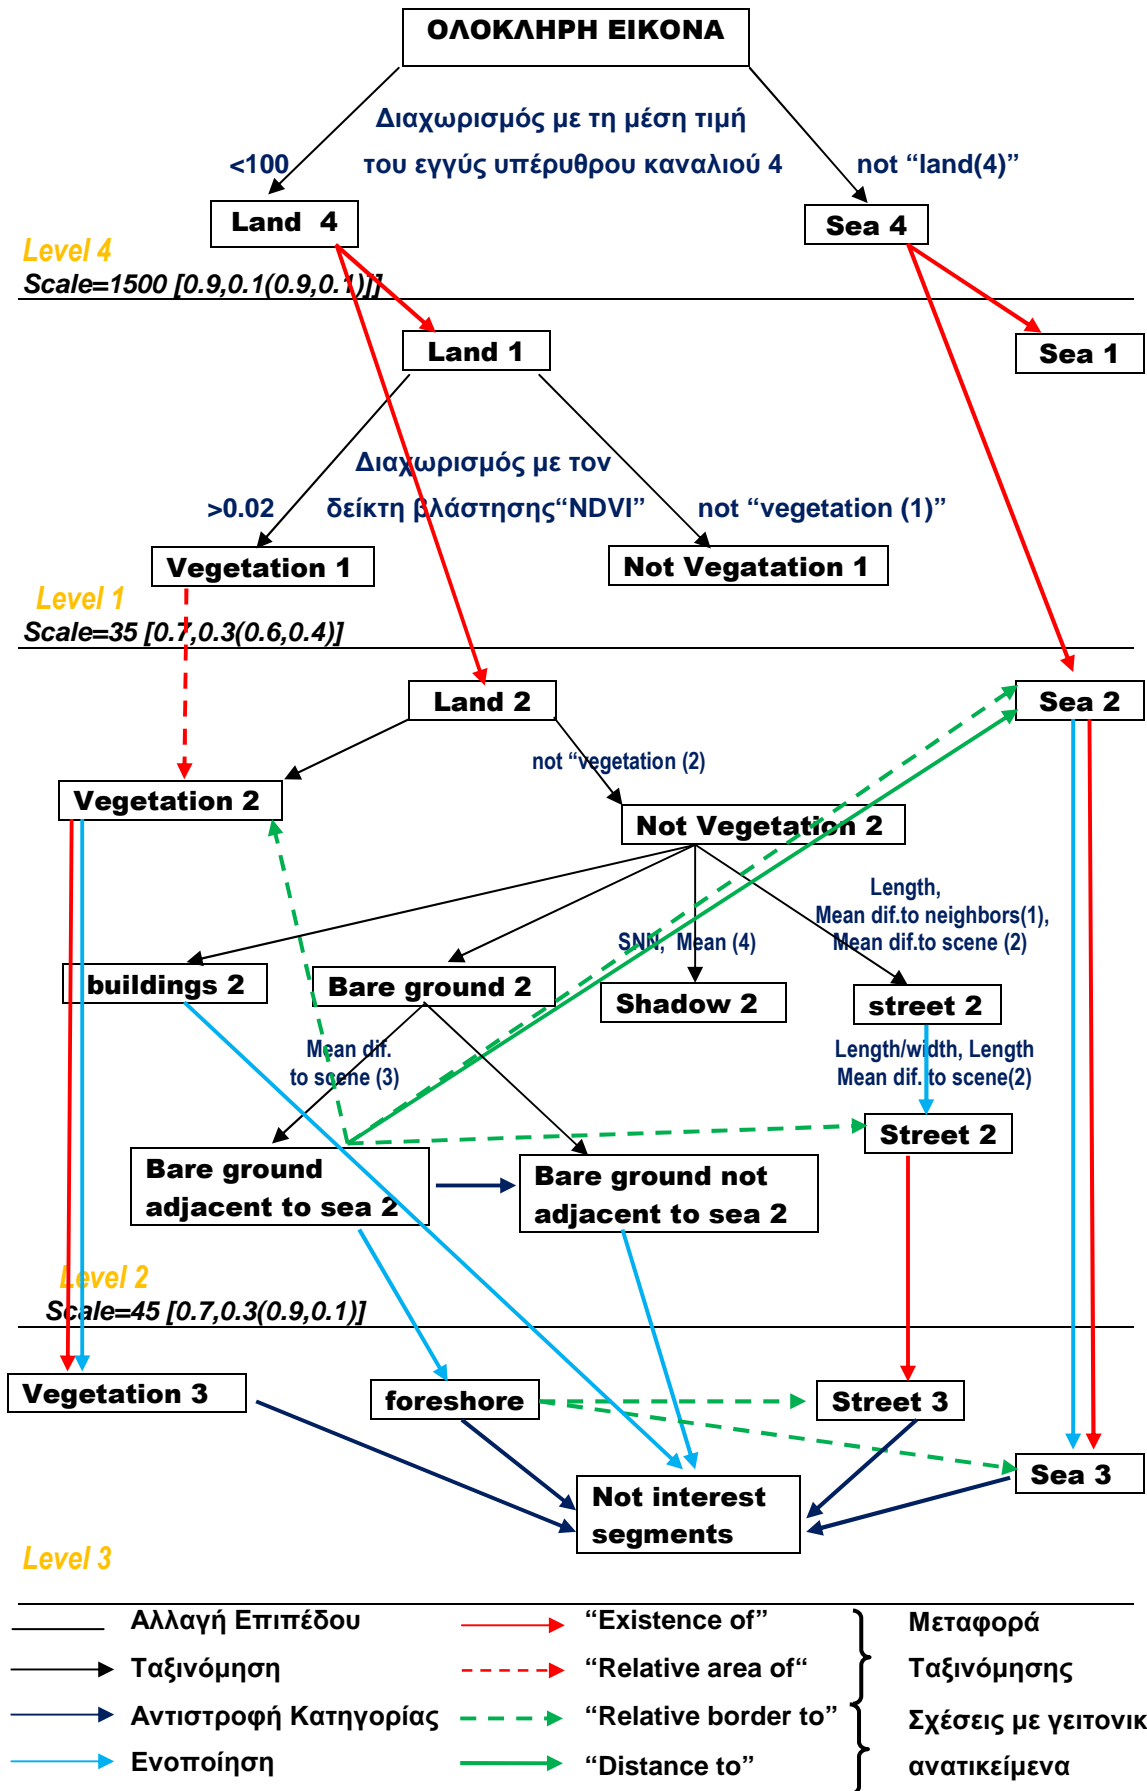 ΟΛΟΚΛΗΡΗ ΕΙΚΟΝΑ
Διαχωρισμός με τη μέση τιμή
<100 του εγγύς υπέρυθρου καναλιού 4 not “land(4)”
Land 4
Sea 4
Level 4
Scale=1500 [0.9,0.1(0.9,0.1)]]
Land 1
Sea 1
Διαχωρισμός με τον
>0.02 δείκτη βλάστησης“NDVI” not “vegetation (1)”
Vegetation 1
Not Vegatation 1
Level 1
Scale=35 [0.7,0.3(0.6,0.4)]
Land 2
Sea 2
not “vegetation (2)
Vegetation 2
Not Vegetation 2
Length,
Mean dif.to neighbors(1),
Mean dif.to scene (2)
SNN, Mean (4)
buildings 2
Bare ground 2
Shadow 2
street 2
Mean dif.
to scene (3)
Length/width, Length
Mean dif. to scene(2)
Street 2
Bare ground
adjacent to sea 2
Bare ground not
adjacent to sea 2
Level 2
Scale=45 [0.7,0.3(0.9,0.1)]
Vegetation 3
foreshore
Street 3
Sea 3
Not interest
segments
Level 3
Αλλαγή Επιπέδου
“Existence of”
Μεταφορά
Ταξινόμηση
“Relative area of“
Ταξινόμησης
Αντιστροφή Κατηγορίας
“Relative border to”
Σχέσεις με γειτονικ
Ενοποίηση
“Distance to”
ανατικείμενα